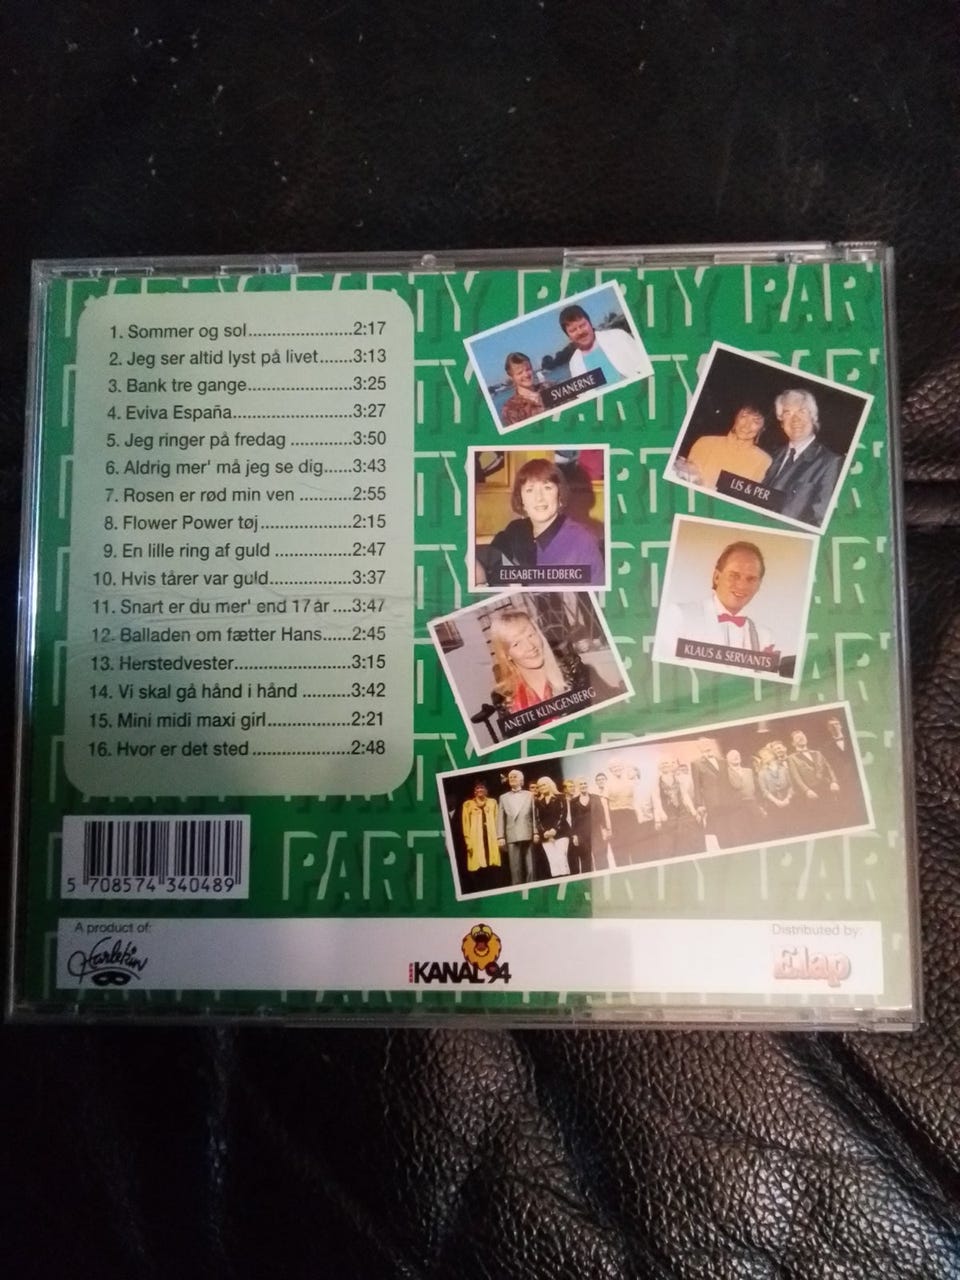 PARTY PARTY PARTY PAR
1. Sommer og sol.....................2:17
2. Jeg ser altid lyst på livet.......3:13
3. Bank tre gange.....................3:25
4. Eviva España........................3:27
5. Jeg ringer på fredag ............3:50
6. Aldrig mer' må jeg se dig......3:43
7. Rosen er rød min ven ..........2:55
8. Flower Power tøj..................2:15
9. En lille ring af guld ...............2:47
10. Hvis tårer var guld.................3:37
11. Snart er du mer' end 17 år ....3:47
12. Balladen om fætter Hans......2:45
13. Herstedvester.......................3:15
14. Vi skal gå hånd i hånd .........3:42
15. Mini midi maxi girl.................2:21
16. Hvor er det sted ....................2:48
SVANERNE
LIS & PER
ELISABETH EDBERG
KLAUS & SERVANTS
ANETTE KLINGENBERG
PARTY PARTY PAR
5 708574 340489
A product of:
Harlekin
KANAL 94
Distributed by:
Elap